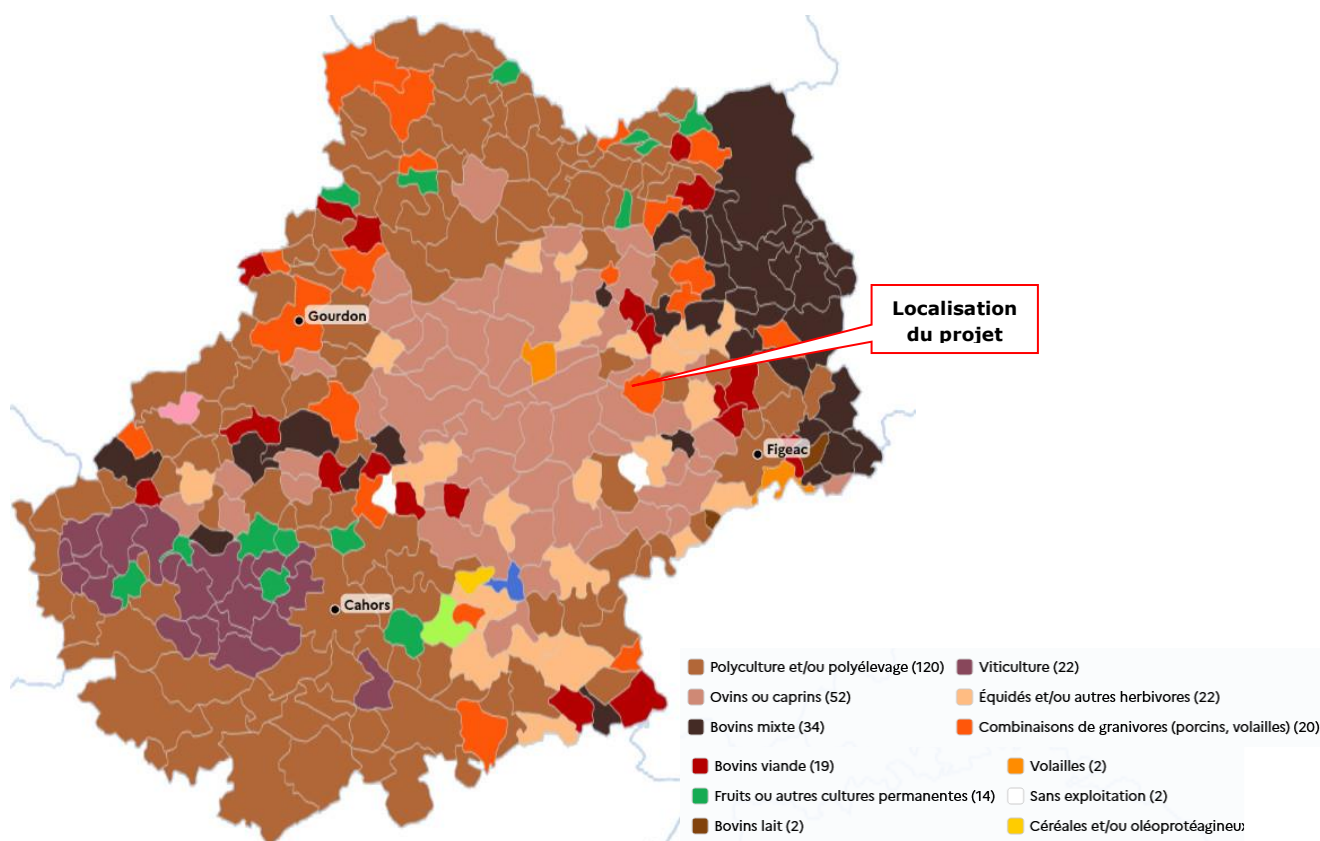 Localisation
du projet
Gourdon
Figeac
Cahors
Polyculture et/ou polyélevage (120)
Viticulture (22)
Ovins ou caprins (52)
Équidés et/ou autres herbivores (22)
Bovins mixte (34)
Combinaisons de granivores (porcins, volailles) (20)
Bovins viande (19)
Volailles (2)
Fruits ou autres cultures permanentes (14)
Sans exploitation (2)
Bovins lait (2)
Céréales et/ou oléoprotéagineux